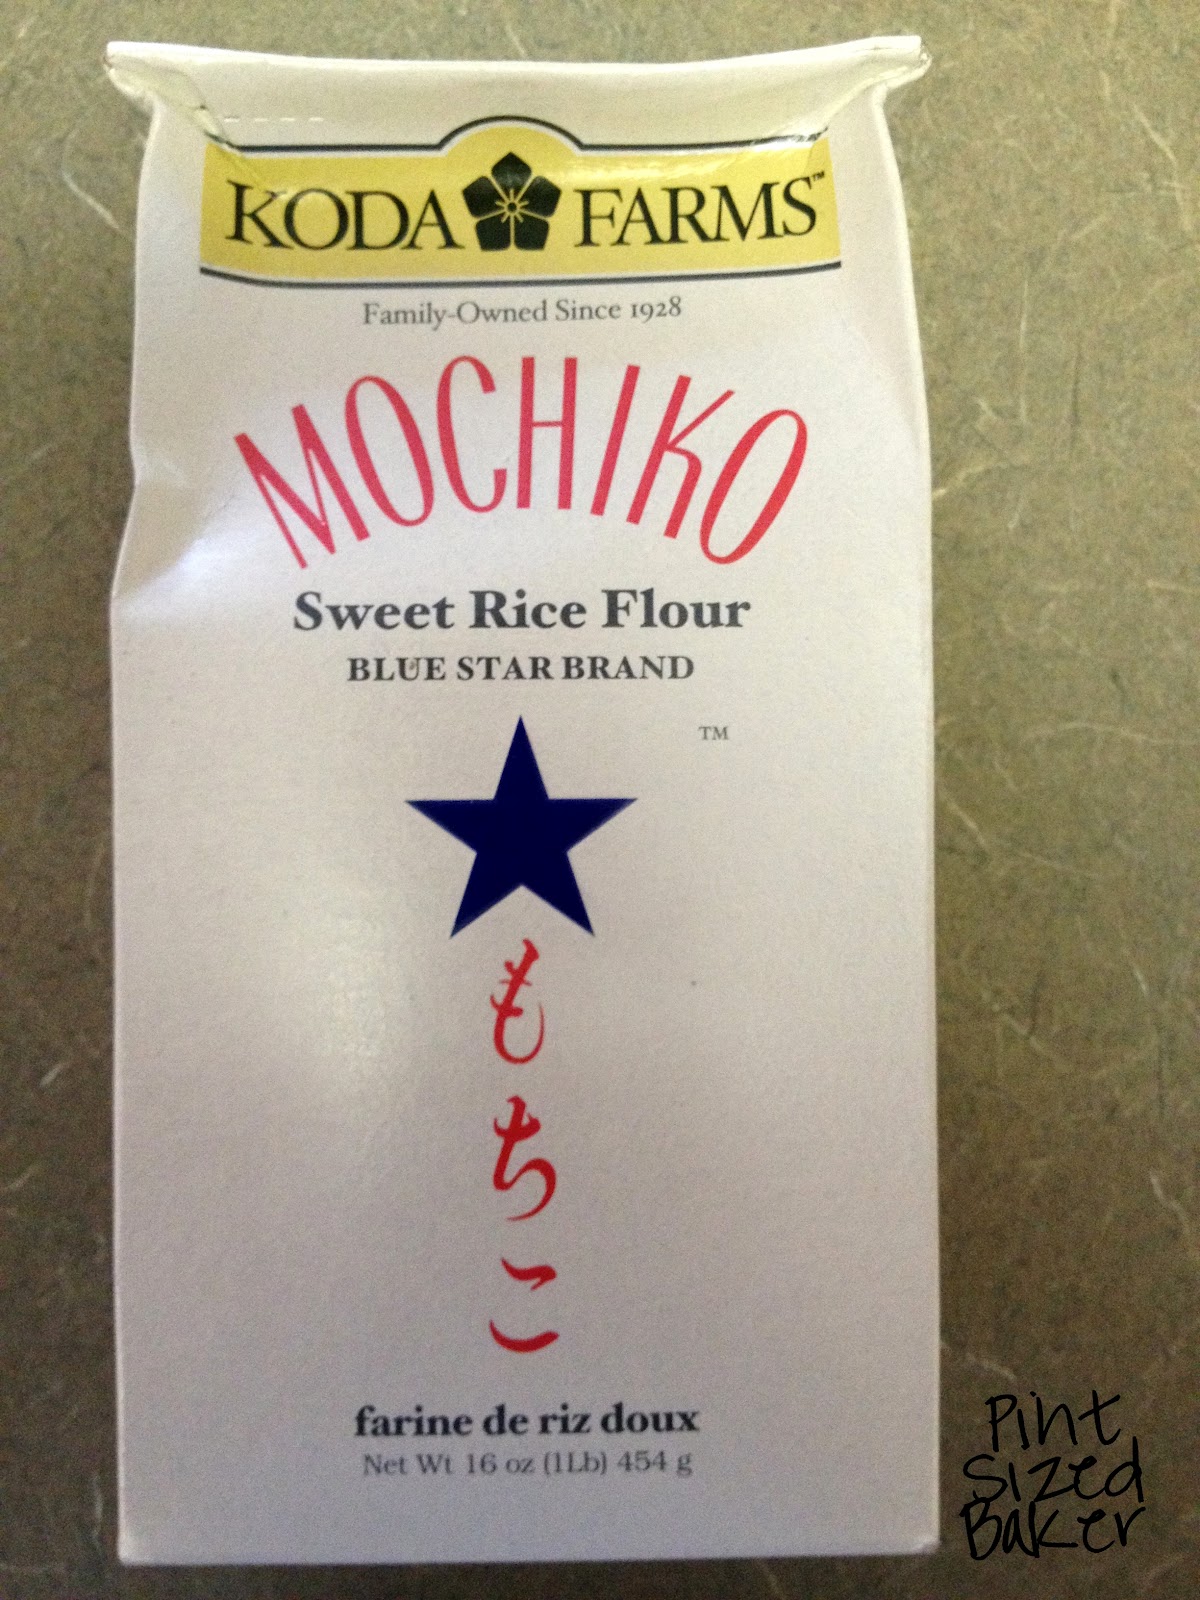 KODA FARMS™
Family-Owned Since 1928
MOCHIKO
Sweet Rice Flour
BLUE STAR BRAND
TM
もちこ
farine de riz doux
Net Wt 16 oz (1Lb) 454 g
Pint
Sized
Baker